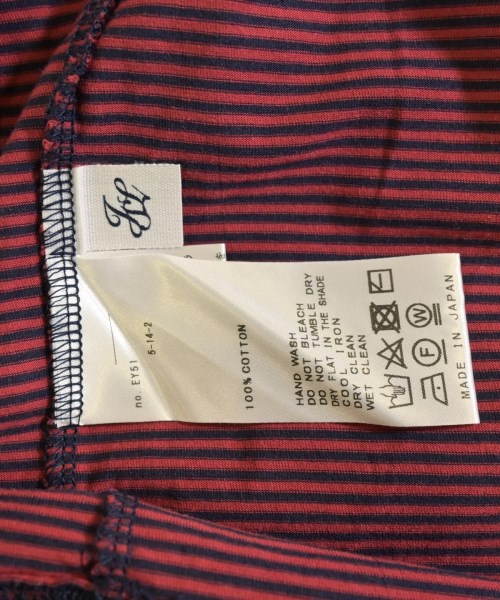 no. EY51
5-14-2
100% COTTON
HAND WASH
DO NOT BLEACH
DO NOT TUMBLE DRY
DRY FLAT IN THE SHADE
COOL IRON
DRY CLEAN
WET CLEAN
F W
MADE IN JAPAN